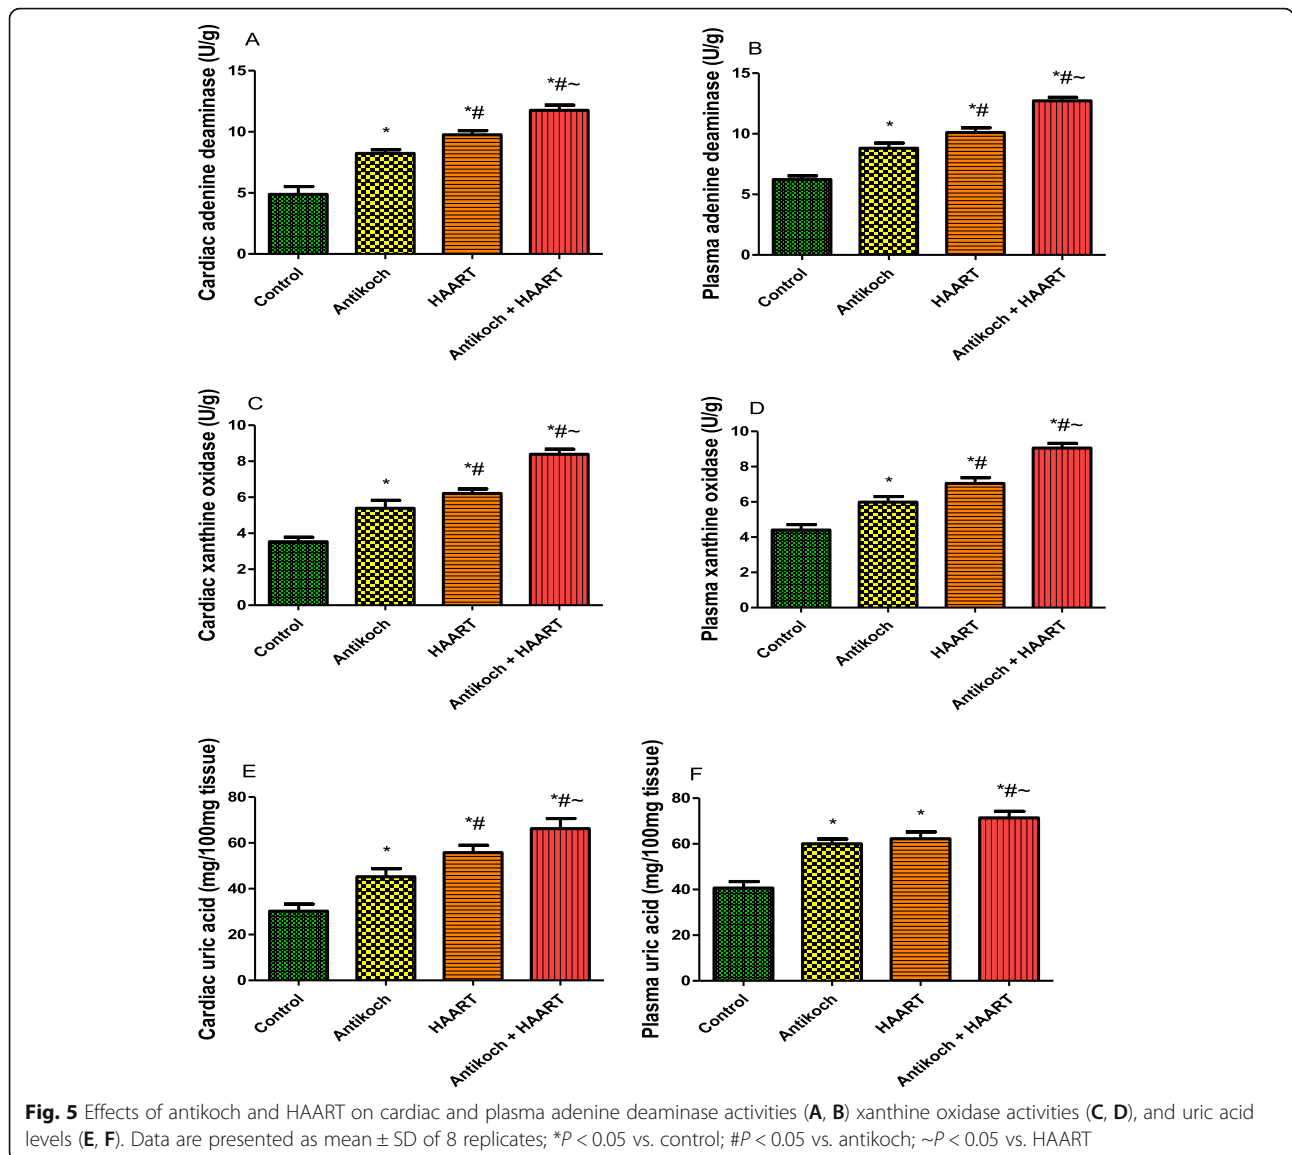 A
Cardiac adenine deaminase (U/g)
15
10
5
0
*
*#
*#~
Control
Antikoch
HAART
Antikoch + HAART
B
Plasma adenine deaminase (U/g)
15
10
5
0
*
*#
*#~
Control
Antikoch
HAART
Antikoch + HAART
C
Cardiac xanthine oxidase (U/g)
10
8
6
4
2
0
*
*#
*#~
Control
Antikoch
HAART
Antikoch + HAART
D
Plasma xanthine oxidase (U/g)
10
8
6
4
2
0
*
*#
*#~
Control
Antikoch
HAART
Antikoch + HAART
E
Cardiac uric acid (mg/100mg tissue)
80
60
40
20
0
*
*#
*#~
Control
Antikoch
HAART
Antikoch + HAART
F
Plasma uric acid (mg/100mg tissue)
80
60
40
20
0
*
*
*#~
Control
Antikoch
HAART
Antikoch + HAART
Fig. 5 Effects of antikoch and HAART on cardiac and plasma adenine deaminase activities (A, B) xanthine oxidase activities (C, D), and uric acid
levels (E, F). Data are presented as mean ± SD of 8 replicates; *P < 0.05 vs. control; #P < 0.05 vs. antikoch; ~P < 0.05 vs. HAART